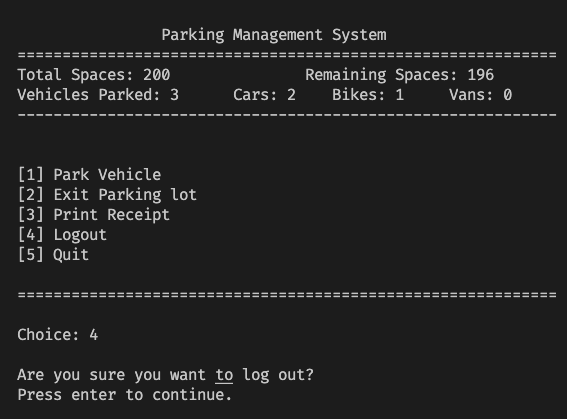 Parking Management System
============================================================
Total Spaces: 200 Remaining Spaces: 196
Vehicles Parked: 3 Cars: 2 Bikes: 1 Vans: 0
------------------------------------------------------------
[1] Park Vehicle
[2] Exit Parking lot
[3] Print Receipt
[4] Logout
[5] Quit
============================================================
Choice: 4
Are you sure you want to log out?
Press enter to continue.